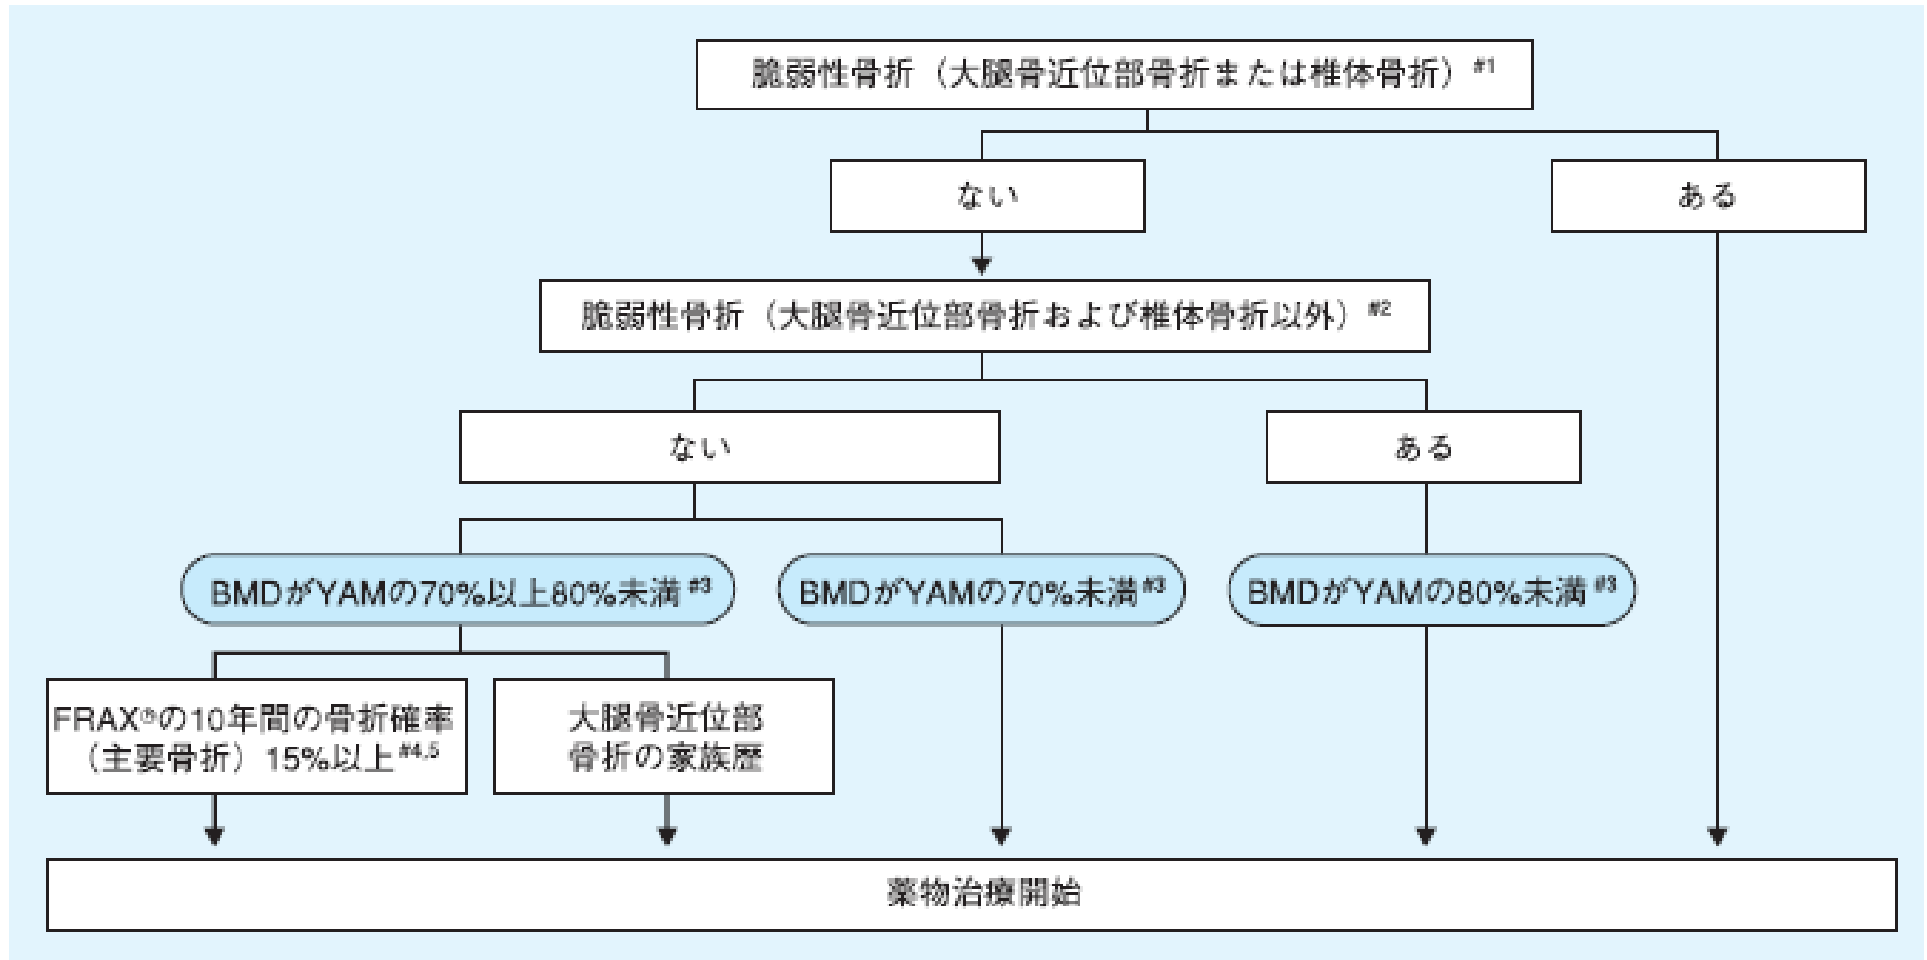 脆弱性骨折（大腿骨近位部骨折または椎体骨折）#1
ない
ある
脆弱性骨折（大腿骨近位部骨折および椎体骨折以外）#2
ない
ある
BMDがYAMの70%以上80%未満#3
BMDがYAMの70%未満#3
BMDがYAMの80%未満#3
FRAX®の10年間の骨折確率
（主要骨折）15%以上#4,5
大腿骨近位部
骨折の家族歴
薬物治療開始